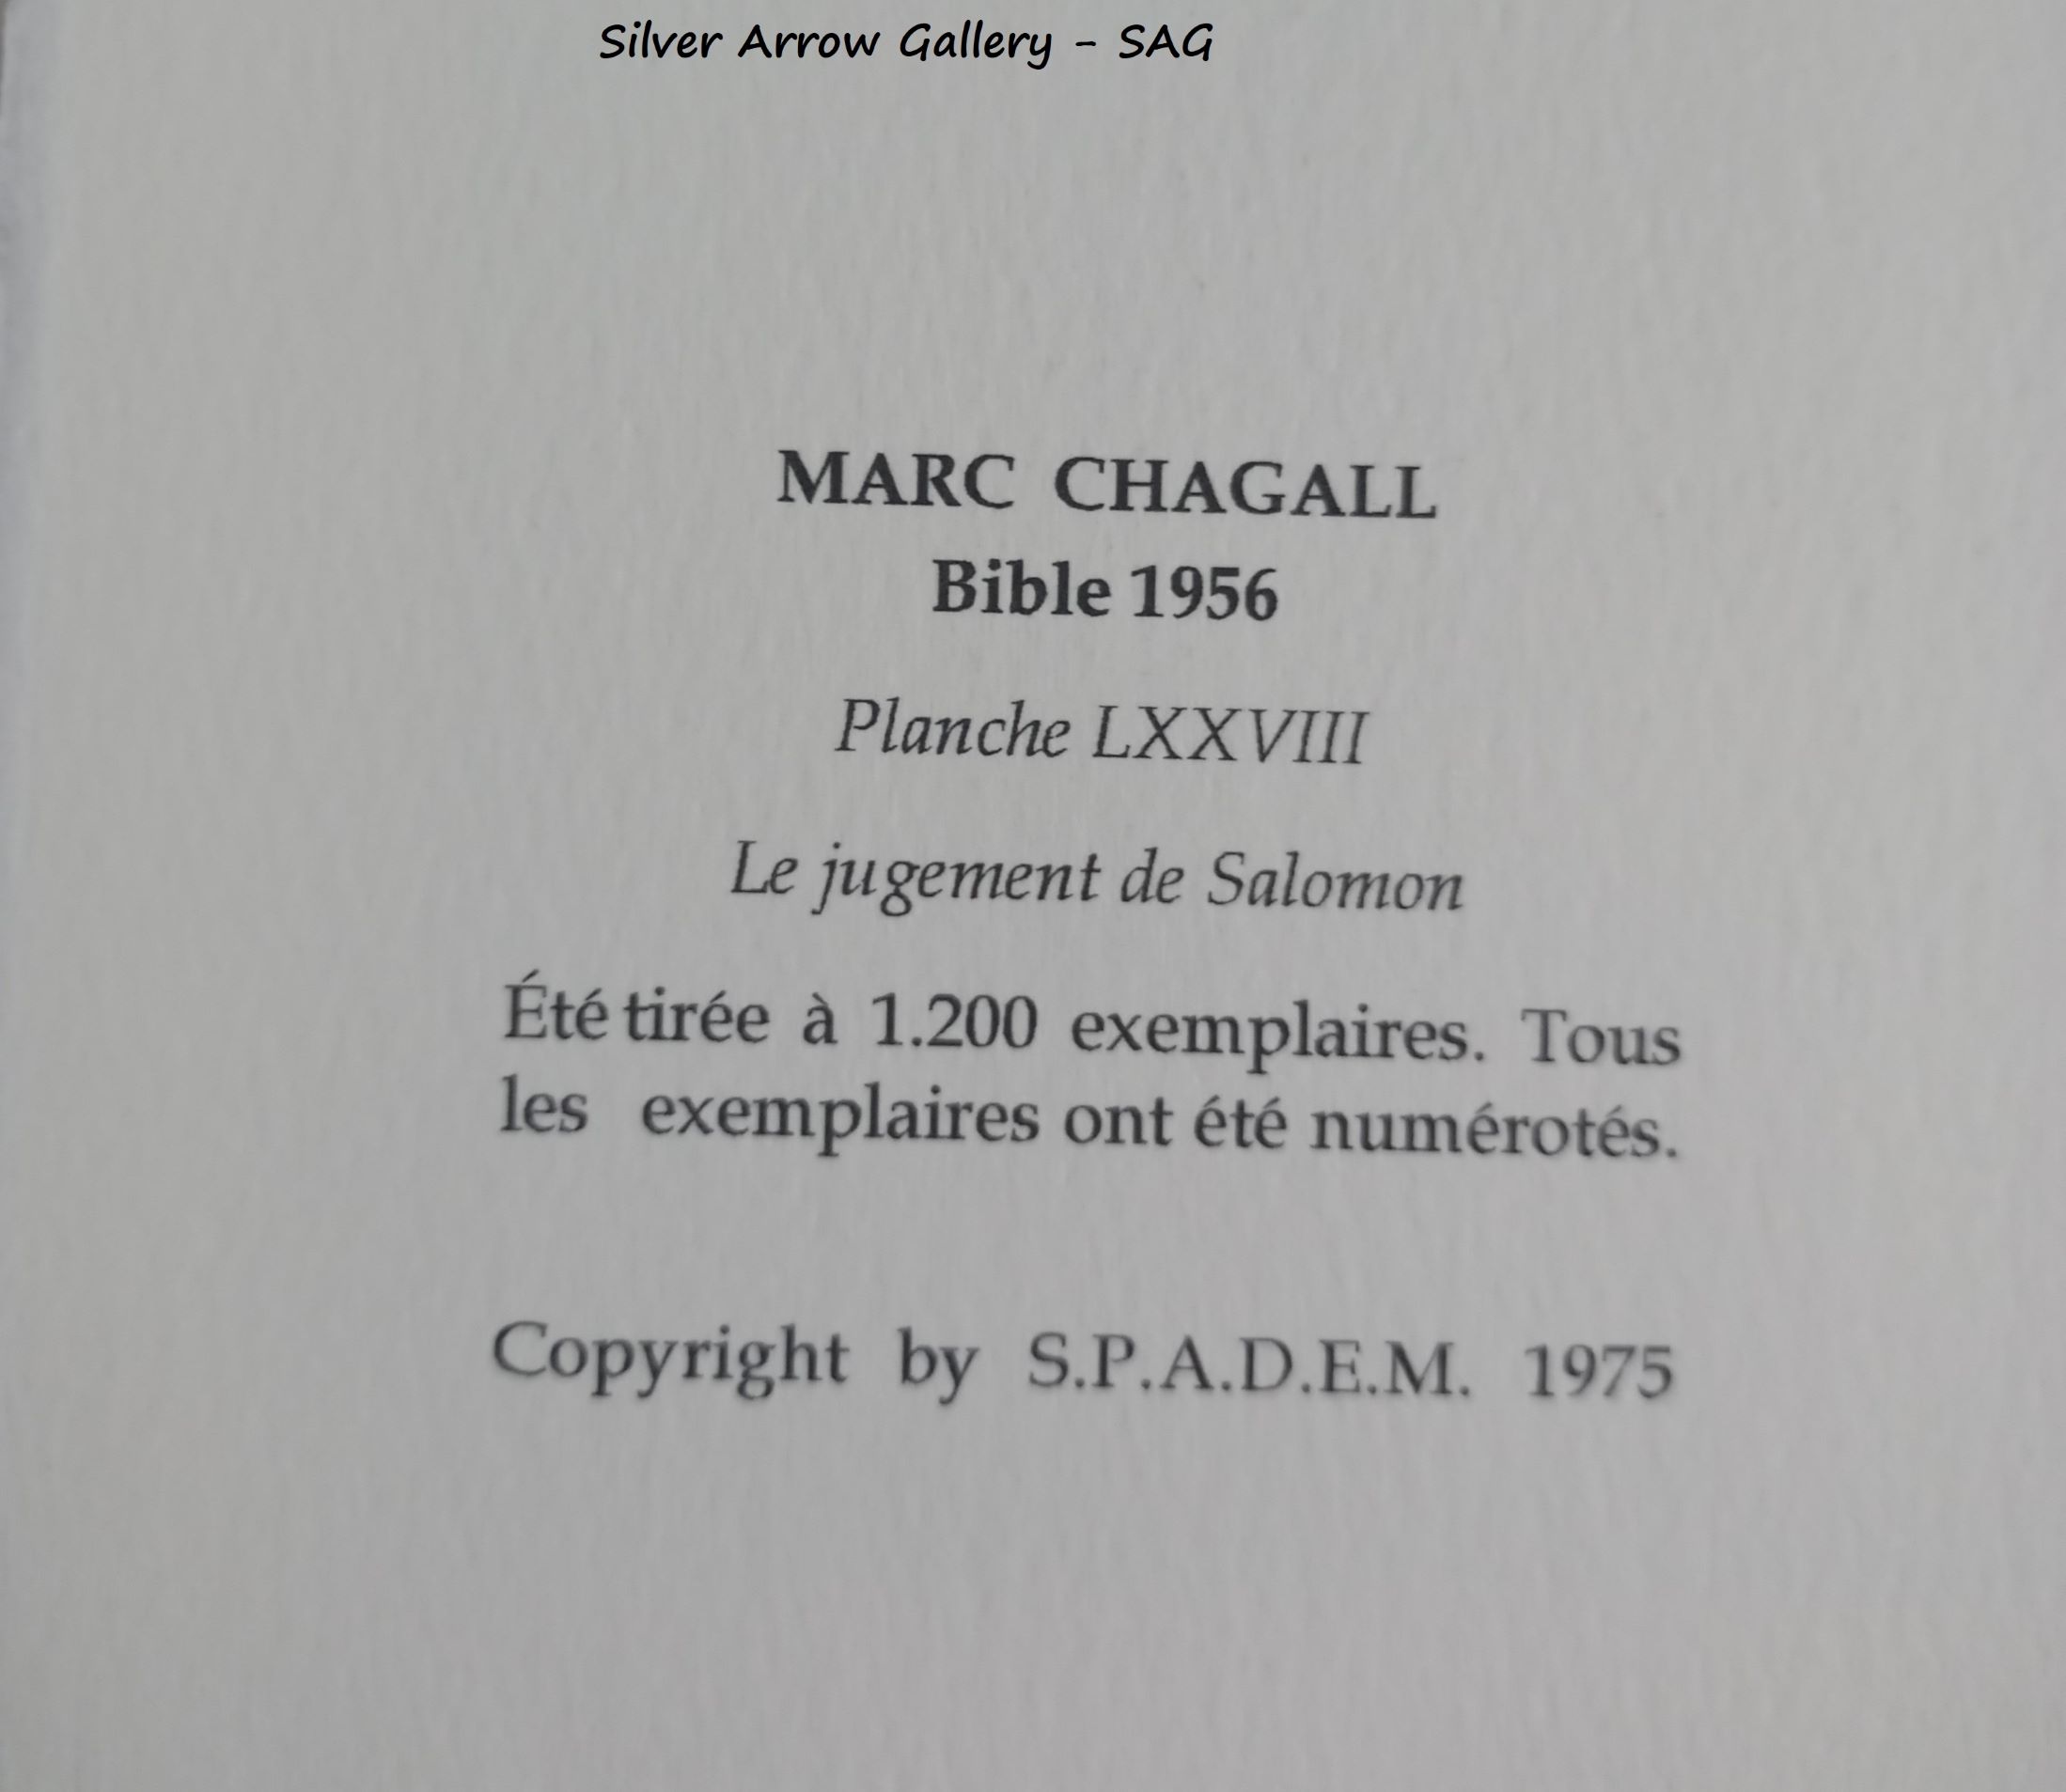 Silver Arrow Gallery - SAG
MARC CHAGALL
Bible 1956
Planche LXXVIII
Le jugement de Salomon
Été tirée à 1.200 exemplaires. Tous
les exemplaires ont été numérotés.
Copyright by S.P.A.D.E.M. 1975